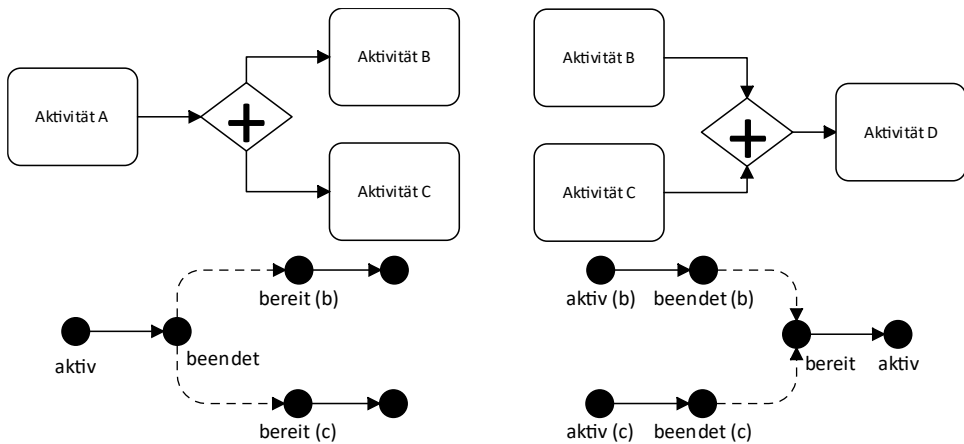 Aktivität A
Aktivität B
Aktivität C
Aktivität B
Aktivität C
Aktivität D
bereit (b)
aktiv
beendet
bereit (c)
aktiv (b)
beendet (b)
bereit
aktiv
aktiv (c)
beendet (c)